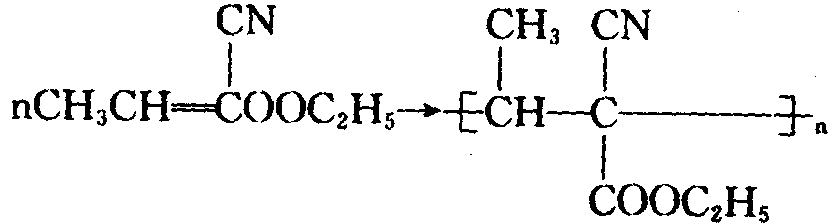 CN CH₃ CN
nCH₃CH=COOC₂H₅→[CH—C—]ₙ
COOC₂H₅